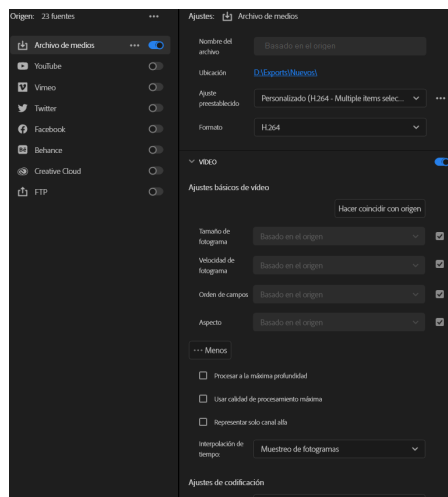 Origen: 23 fuentes
Archivo de medios
YouTube
Vimeo
Twitter
Facebook
Behance
Creative Cloud
FTP
Ajustes: Archivo de medios
Nombre del archivo
Basado en el origen
Ubicación
D:\Exports\Nuevos\
Ajuste preestablecido
Personalizado (H.264 - Multiple items selec...
Formato
H.264
VÍDEO
Ajustes básicos de vídeo
Hacer coincidir con origen
Tamaño de fotograma
Basado en el origen
Velocidad de fotograma
Basado en el origen
Orden de campos
Basado en el origen
Aspecto
Basado en el origen
··· Menos
Procesar a la máxima profundidad
Usar calidad de procesamiento máxima
Representar solo canal alfa
Interpolación de tiempo:
Muestreo de fotogramas
Ajustes de codificación